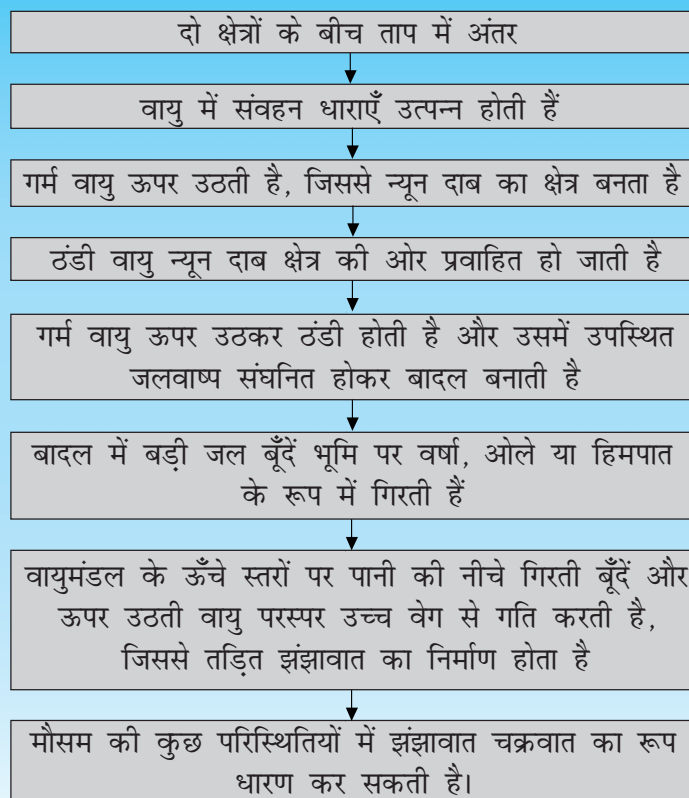 दो क्षेत्रों के बीच ताप में अंतर
वायु में संवहन धाराएँ उत्पन्न होती हैं
गर्म वायु ऊपर उठती है, जिससे न्यून दाब का क्षेत्र बनता है
ठंडी वायु न्यून दाब क्षेत्र की ओर प्रवाहित हो जाती है
गर्म वायु ऊपर उठकर ठंडी होती है और उसमें उपस्थित
जलवाष्प संघनित होकर बादल बनाती है
बादल में बड़ी जल बूँदें भूमि पर वर्षा, ओले या हिमपात
के रूप में गिरती हैं
वायुमंडल के ऊँचे स्तरों पर पानी की नीचे गिरती बूँदें और
ऊपर उठती वायु परस्पर उच्च वेग से गति करती है,
जिससे तड़ित झंझावात का निर्माण होता है
मौसम की कुछ परिस्थितियों में झंझावात चक्रवात का रूप
धारण कर सकती है।